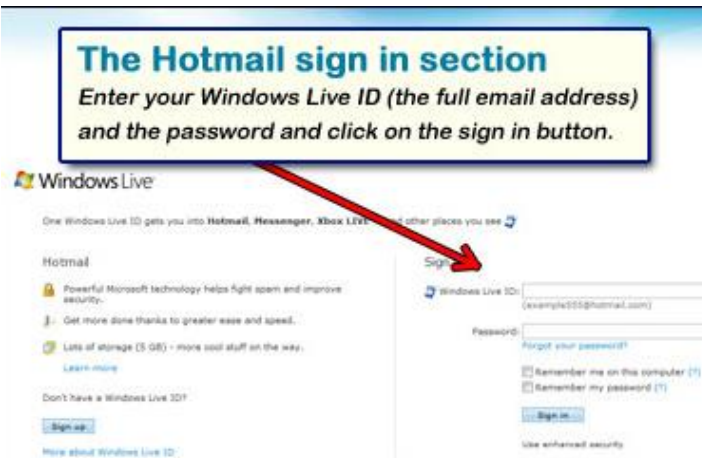 The Hotmail sign in section
Enter your Windows Live ID (the full email address)
and the password and click on the sign in button.
Windows Live
One Windows Live ID gets you into Hotmail, Messenger, Xbox LIVE other places you see
Hotmail
Powerful Microsoft technology helps fight spam and improve
security.
Get more done thanks to greater ease and speed.
Lots of storage (5 GB) - more cool stuff on the way.
Learn more
Don't have a Windows Live ID?
Sign up
More about Windows Live ID
Sign
Windows Live ID:
(example555@hotmail.com)
Password:
Forgot your password?
Remember me on this computer (?)
Remember my password (?)
Sign in
Use enhanced security